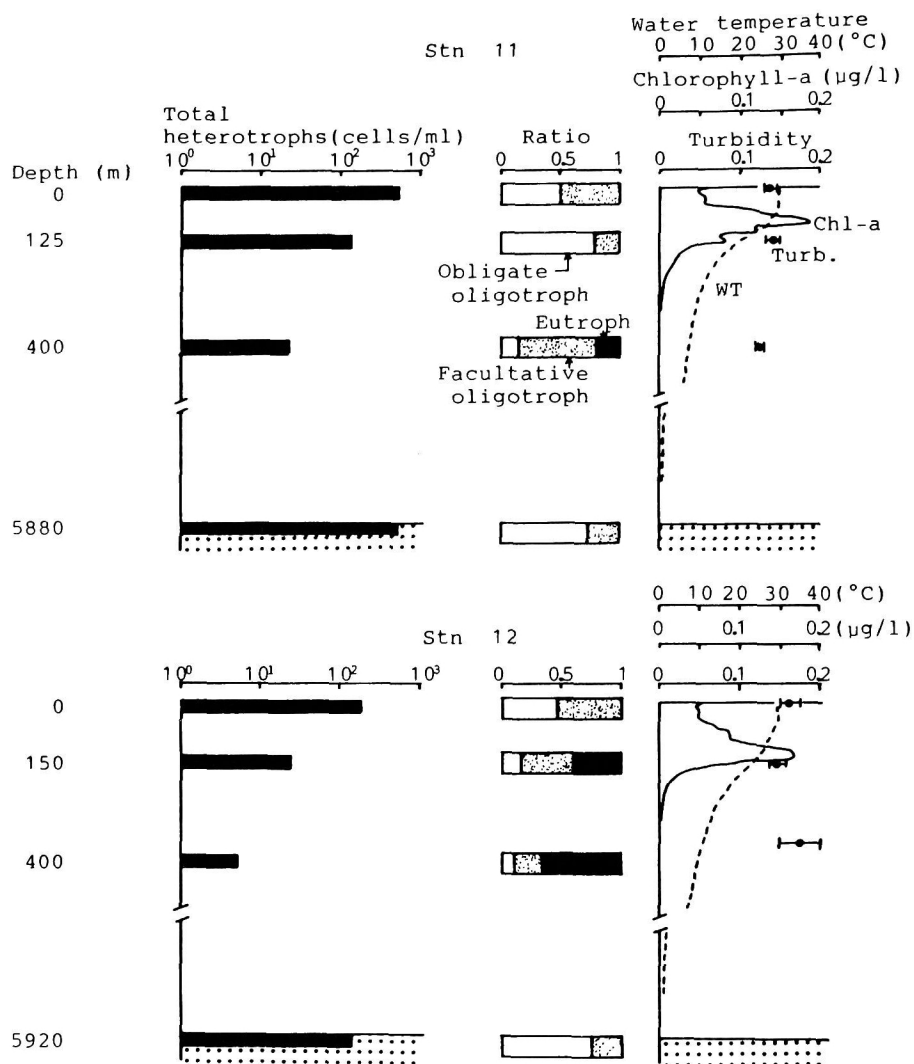 Stn 11
Water temperature
0 10 20 30 40 (°C)
Chlorophyll-a (µg/l)
0 0.1 0.2
Total
heterotrophs(cells/ml)
10⁰ 10¹ 10² 10³
Ratio
0 0.5 1
Turbidity
0 0.1 0.2
Depth (m)
0
125
400
5880
Chl-a
Turb.
WT
Obligate
oligotroph
Eutroph
Facultative
oligotroph
Stn 12
0 10 20 30 40(°C)
0 0.1 0.2(µg/l)
10⁰ 10¹ 10² 10³
0 0.5 1
0 0.1 0.2
0
150
400
5920